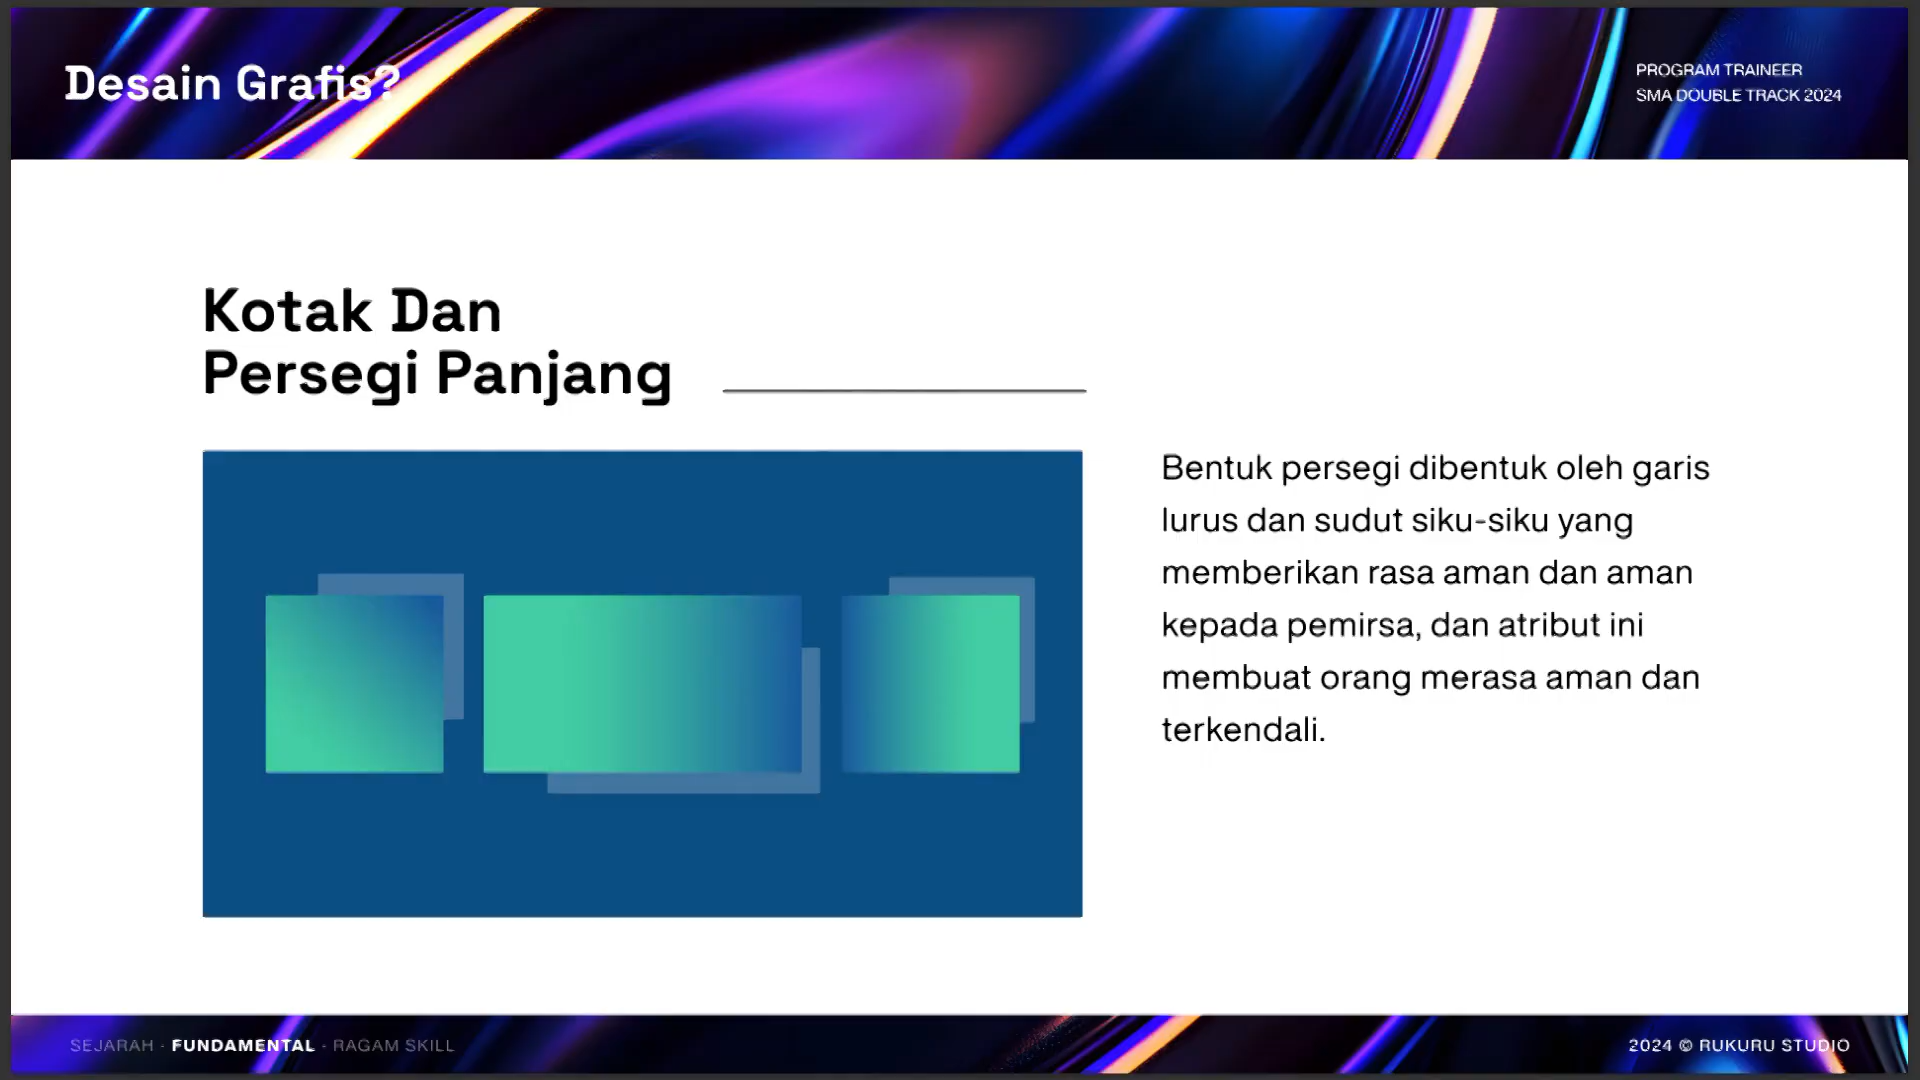 Desain Grafis?
PROGRAM TRAINEER
SMA DOUBLE TRACK 2024
Kotak Dan
Persegi Panjang
Bentuk persegi dibentuk oleh garis
lurus dan sudut siku-siku yang
memberikan rasa aman dan aman
kepada pemirsa, dan atribut ini
membuat orang merasa aman dan
terkendali.
SEJARAH - FUNDAMENTAL - RAGAM SKILL
2024 © RUKURU STUDIO